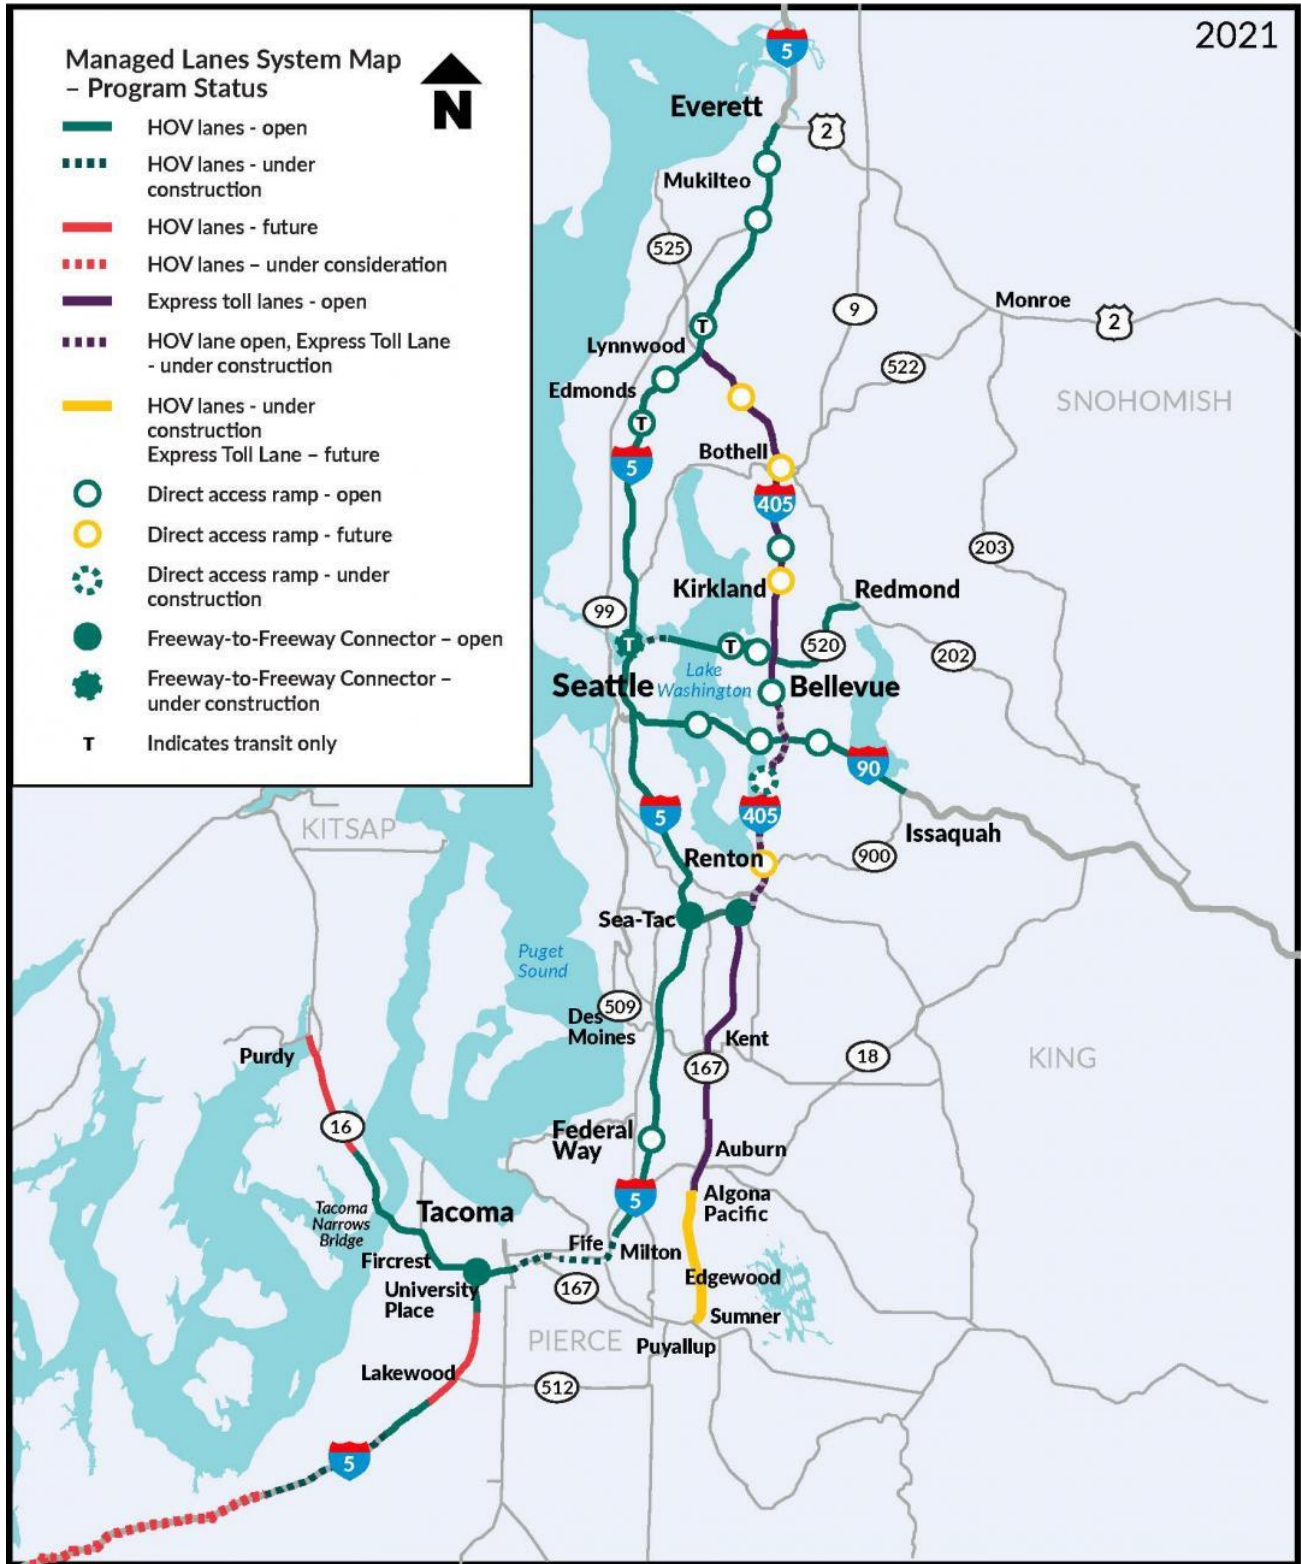 2021
Managed Lanes System Map
– Program Status
N
HOV lanes - open
HOV lanes - under
construction
HOV lanes - future
HOV lanes – under consideration
Express toll lanes - open
HOV lane open, Express Toll Lane
- under construction
HOV lanes - under
construction
Express Toll Lane – future
Direct access ramp - open
Direct access ramp - future
Direct access ramp - under
construction
Freeway-to-Freeway Connector – open
Freeway-to-Freeway Connector –
under construction
T
Indicates transit only
5
Everett
2
Mukilteo
525
9
Monroe
2
T
Lynnwood
522
Edmonds
SNOHOMISH
T
Bothell
5
405
203
Kirkland
Redmond
99
T
T
520
202
Lake
Washington
Seattle
Bellevue
90
5
405
KITSAP
Issaquah
Renton
900
Sea-Tac
Puget
Sound
509
Des
Moines
Kent
Purdy
167
18
KING
16
Federal
Way
Auburn
5
Algona
Pacific
Tacoma
Narrows
Bridge
Tacoma
Fife
Milton
Fircrest
University
Place
167
Edgewood
Sumner
PIERCE
Puyallup
Lakewood
512
5